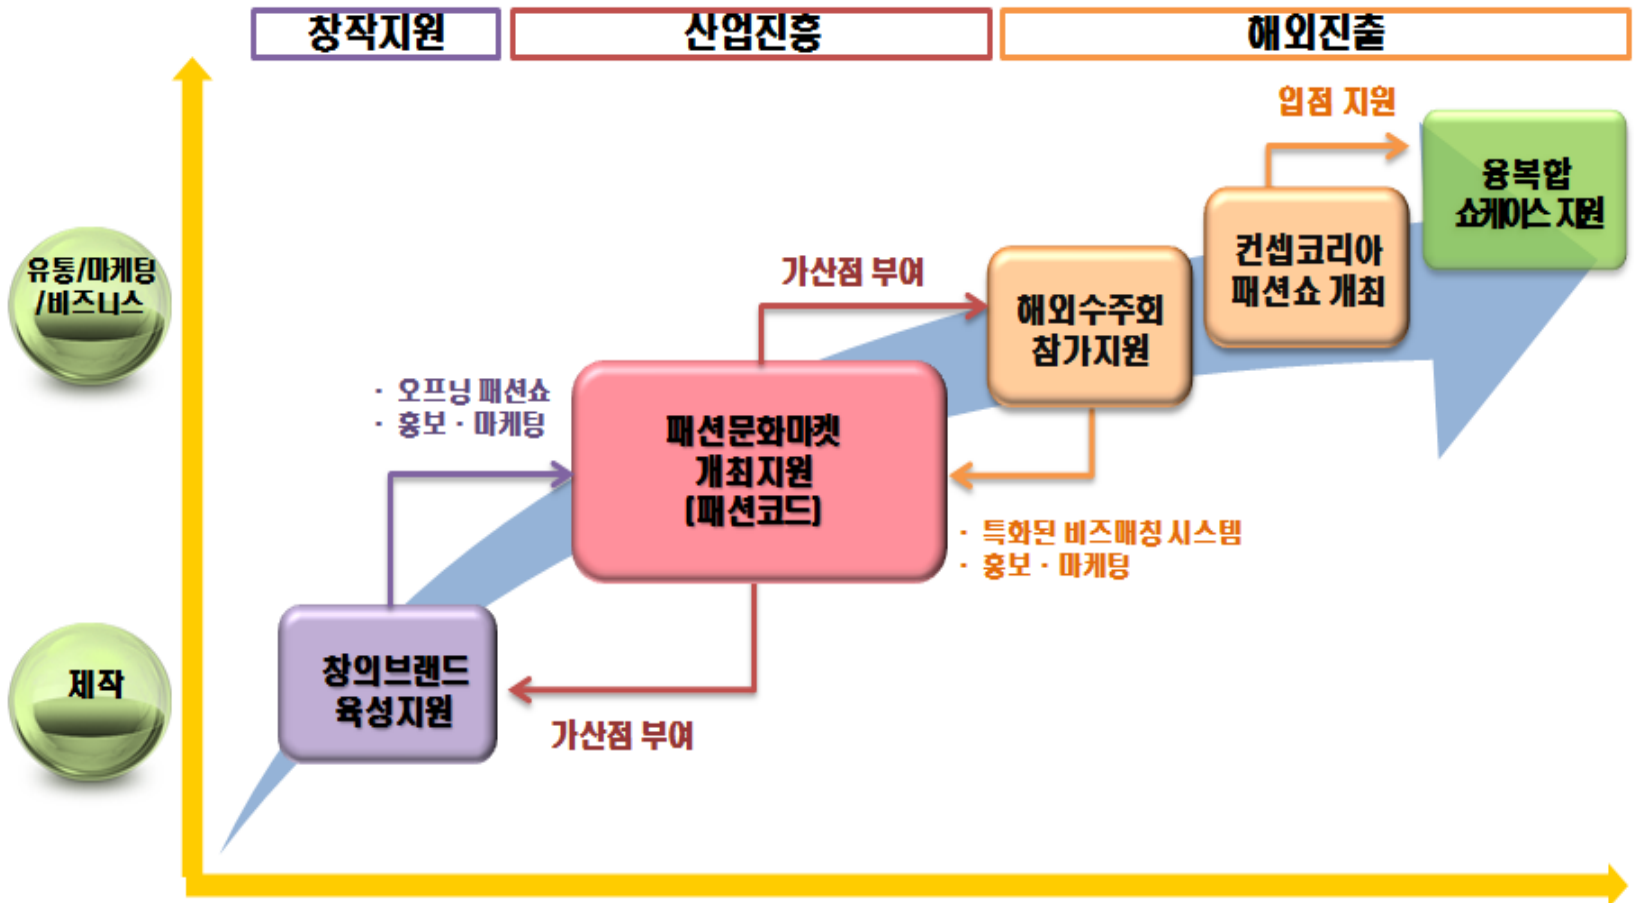 창작지원
산업진흥
해외진출
입점 지원
융복합
쇼케이스 지원
컨셉코리아
패션쇼 개최
유통/마케팅
/비즈니스
가산점 부여
해외수주회
참가지원
· 오프닝 패션쇼
· 홍보 · 마케팅
패션문화마켓
개최지원
(패션코드)
· 특화된 비즈매칭 시스템
· 홍보 · 마케팅
제작
창의브랜드
육성지원
가산점 부여